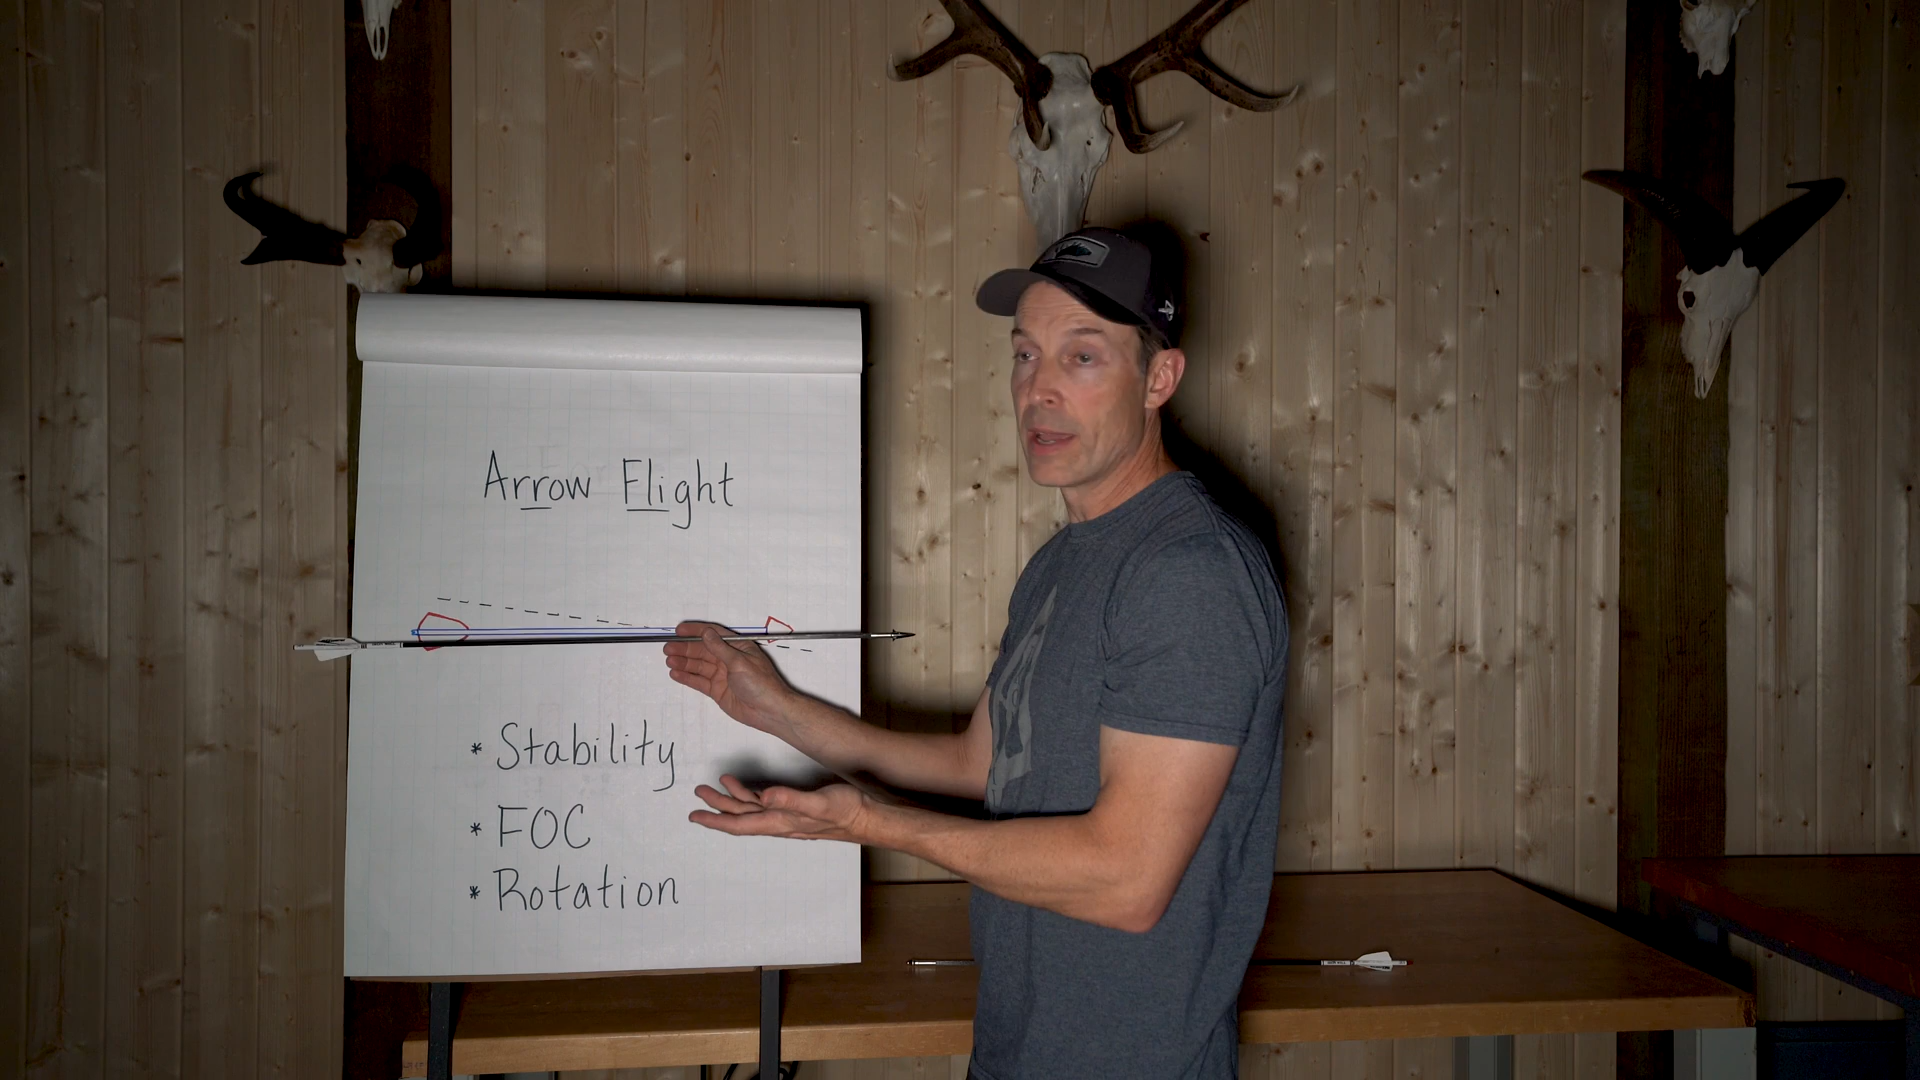 Arrow Flight
* Stability
* FOC
* Rotation